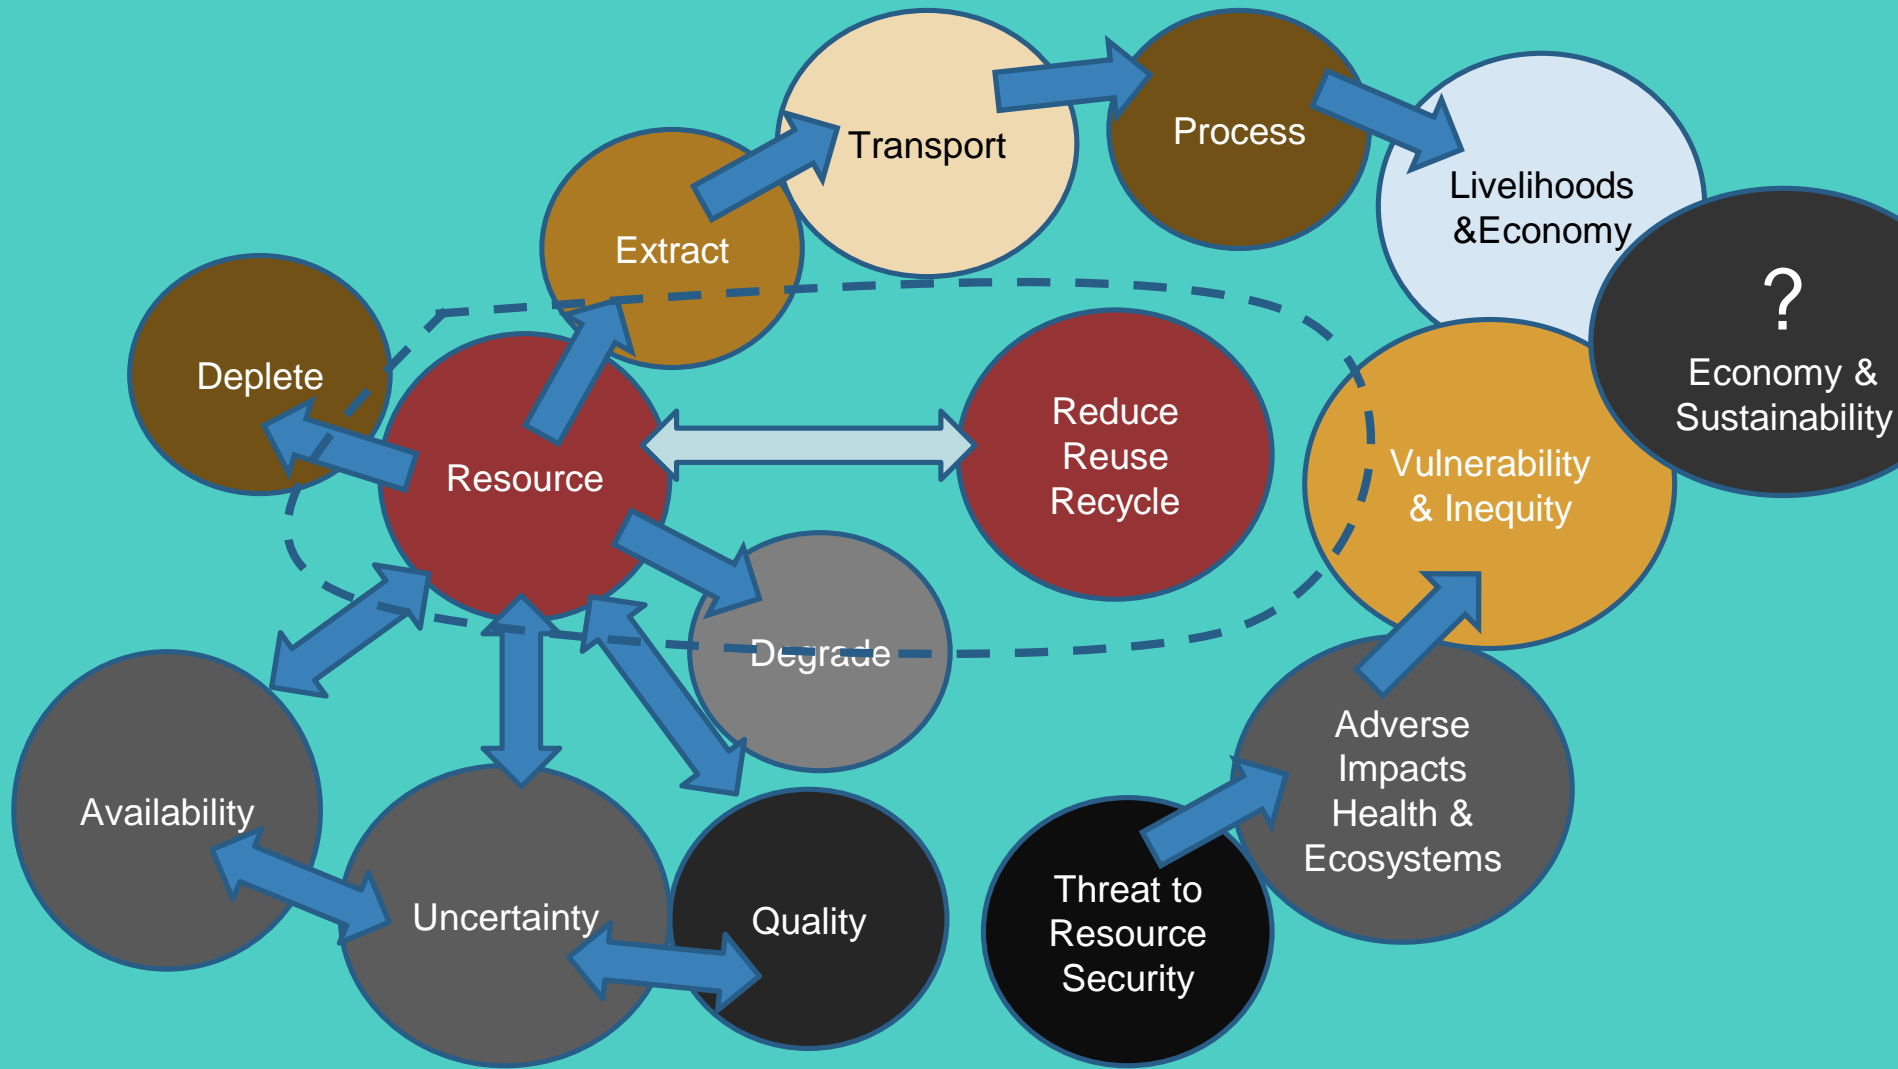 Transport
Process
Livelihoods
&Economy
Extract
?
Economy &
Sustainability
Deplete
Resource
Reduce
Reuse
Recycle
Vulnerability
& Inequity
Degrade
Adverse
Impacts
Health &
Ecosystems
Availability
Uncertainty
Quality
Threat to
Resource
Security